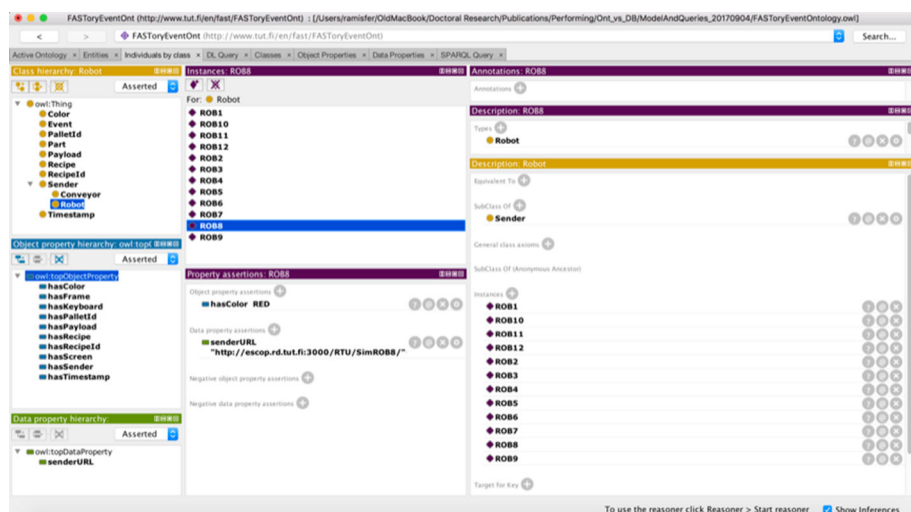 FASToryEventOnt (http://www.tut.fi/en/fast/FASToryEventOnt) : [/Users/ramisfer/OldMacBook/Doctoral Research/Publications/Performing/Ont_vs_DB/ModelAndQueries_20170904/FASToryEventOntology.owl]
< > FASToryEventOnt (http://www.tut.fi/en/fast/FASToryEventOnt) Search...
Active Ontology × Entities × Individuals by class × DL Query × Classes × Object Properties × Data Properties × SPARQL Query ×
Class hierarchy: Robot
Asserted
owl:Thing
Color
Event
PalletId
Part
Payload
Recipe
RecipeId
Sender
Conveyor
Robot
Timestamp
Object property hierarchy: owl:topO
Asserted
owl:topObjectProperty
hasColor
hasFrame
hasKeyboard
hasPalletId
hasPayload
hasRecipe
hasRecipeId
hasScreen
hasSender
hasTimestamp
Data property hierarchy:
Asserted
owl:topDataProperty
senderURL
Instances: ROB8
For: Robot
ROB1
ROB10
ROB11
ROB12
ROB2
ROB3
ROB4
ROB5
ROB6
ROB7
ROB8
ROB9
Property assertions: ROB8
Object property assertions
hasColor RED
Data property assertions
senderURL
"http://escop.rd.tut.fi:3000/RTU/SimROB8/"
Negative object property assertions
Negative data property assertions
Annotations: ROB8
Annotations
Description: ROB8
Types
Robot
Description: Robot
Equivalent To
SubClass Of
Sender
General class axioms
SubClass Of (Anonymous Ancestor)
Instances
ROB1
ROB10
ROB11
ROB12
ROB2
ROB3
ROB4
ROB5
ROB6
ROB7
ROB8
ROB9
Target for Key
To use the reasoner click Reasoner > Start reasoner Show Inferences